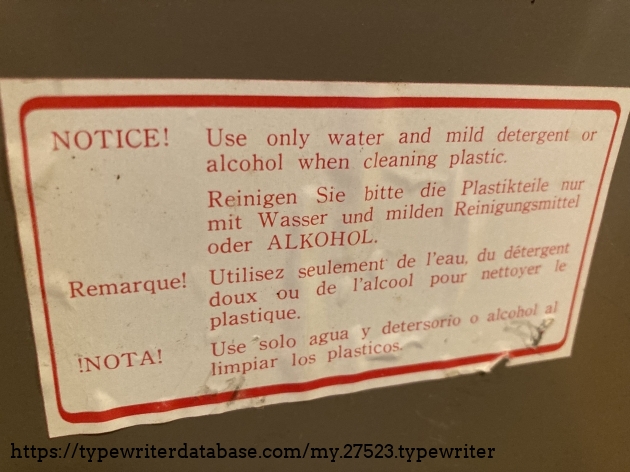 NOTICE! Use only water and mild detergent or
alcohol when cleaning plastic.
Reinigen Sie bitte die Plastikteile nur
mit Wasser und milden Reinigungsmittel
oder ALKOHOL.
Remarque! Utilisez seulement de l'eau, du détergent
doux ou de l'alcool pour nettoyer le
plastique.
!NOTA! Use solo agua y detersorio o alcohol al
limpiar los plasticos.
https://typewriterdatabase.com/my.27523.typewriter